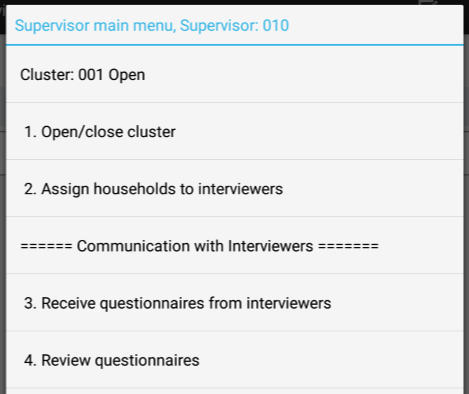 Supervisor main menu, Supervisor: 010
Cluster: 001 Open
1. Open/close cluster
2. Assign households to interviewers
====== Communication with Interviewers =======
3. Receive questionnaires from interviewers
4. Review questionnaires